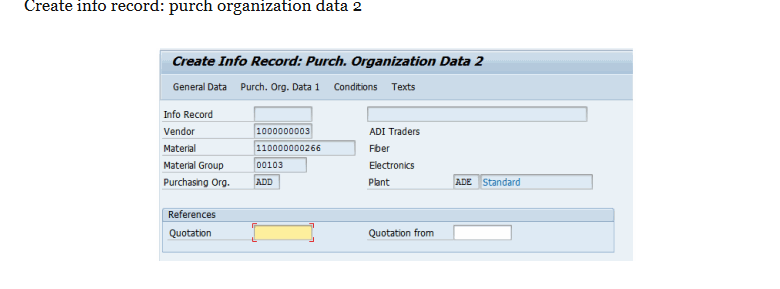 Create info record: purch organization data 2
Create Info Record: Purch. Organization Data 2
General Data Purch. Org. Data 1 Conditions Texts
Info Record
Vendor 1000000003 ADI Traders
Material 110000000266 Fiber
Material Group 00103 Electronics
Purchasing Org. ADD Plant ADE Standard
References
Quotation Quotation from